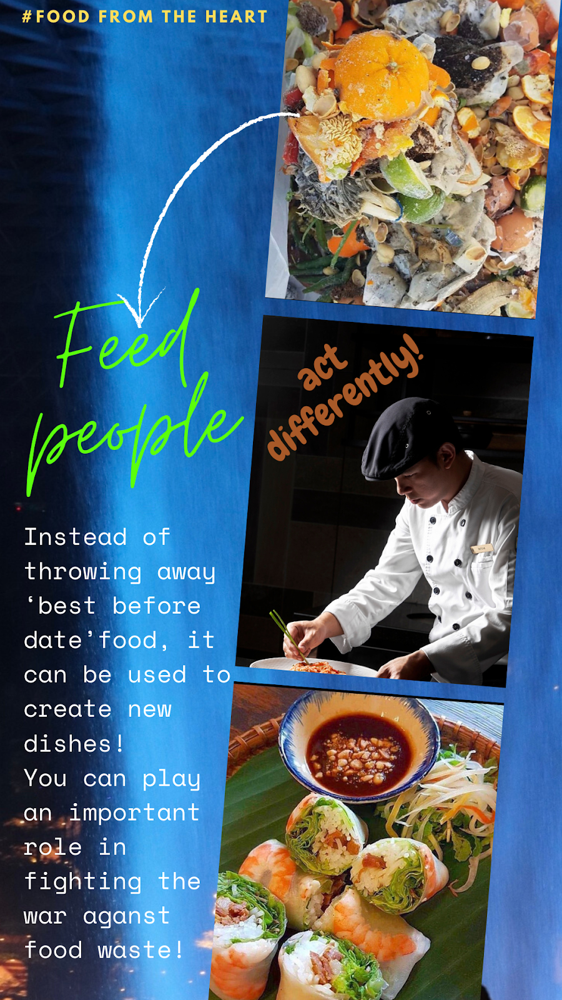 #FOOD FROM THE HEART
Feed
people
act
differently!
Instead of
throwing away
‘best before
date’food, it
can be used to
create new
dishes!
You can play
an important
role in
fighting the
war aganst
food waste!